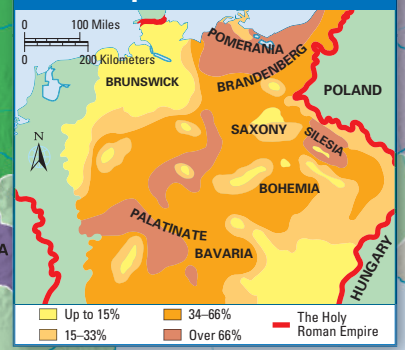 0 100 Miles
0 200 Kilometers
POMERANIA
BRANDENBERG
BRUNSWICK
POLAND
N
SAXONY
SILESIA
BOHEMIA
PALATINATE
BAVARIA
HUNGARY
A
Up to 15%
34–66%
The Holy
Roman Empire
15–33%
Over 66%